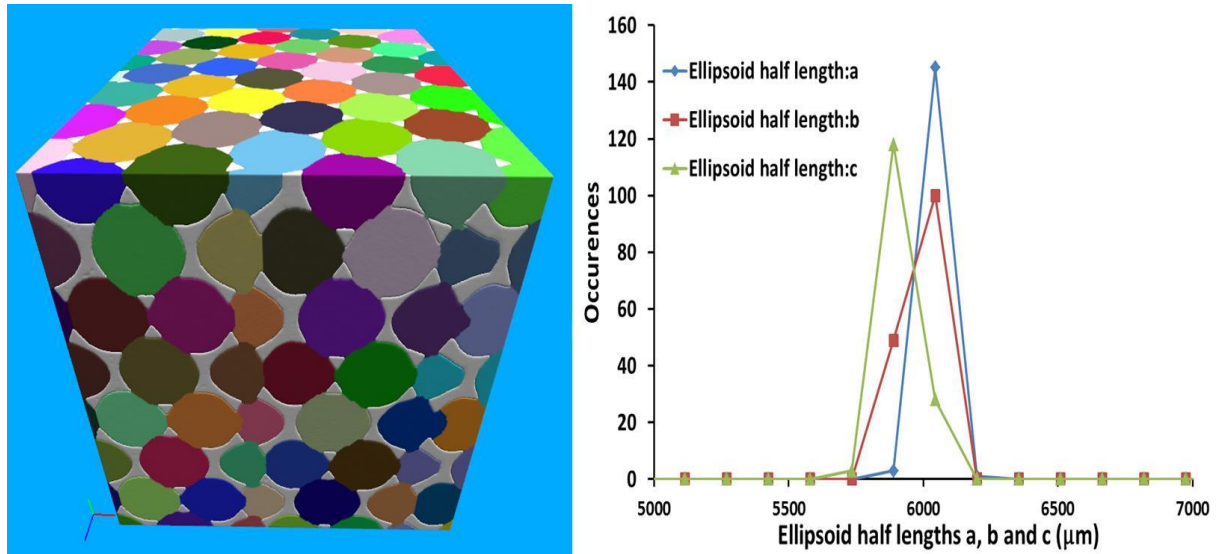 160
140
120
100
80
60
40
20
0
Occurences
Ellipsoid half length:a
Ellipsoid half length:b
Ellipsoid half length:c
5000 5500 6000 6500 7000
Ellipsoid half lengths a, b and c (μm)